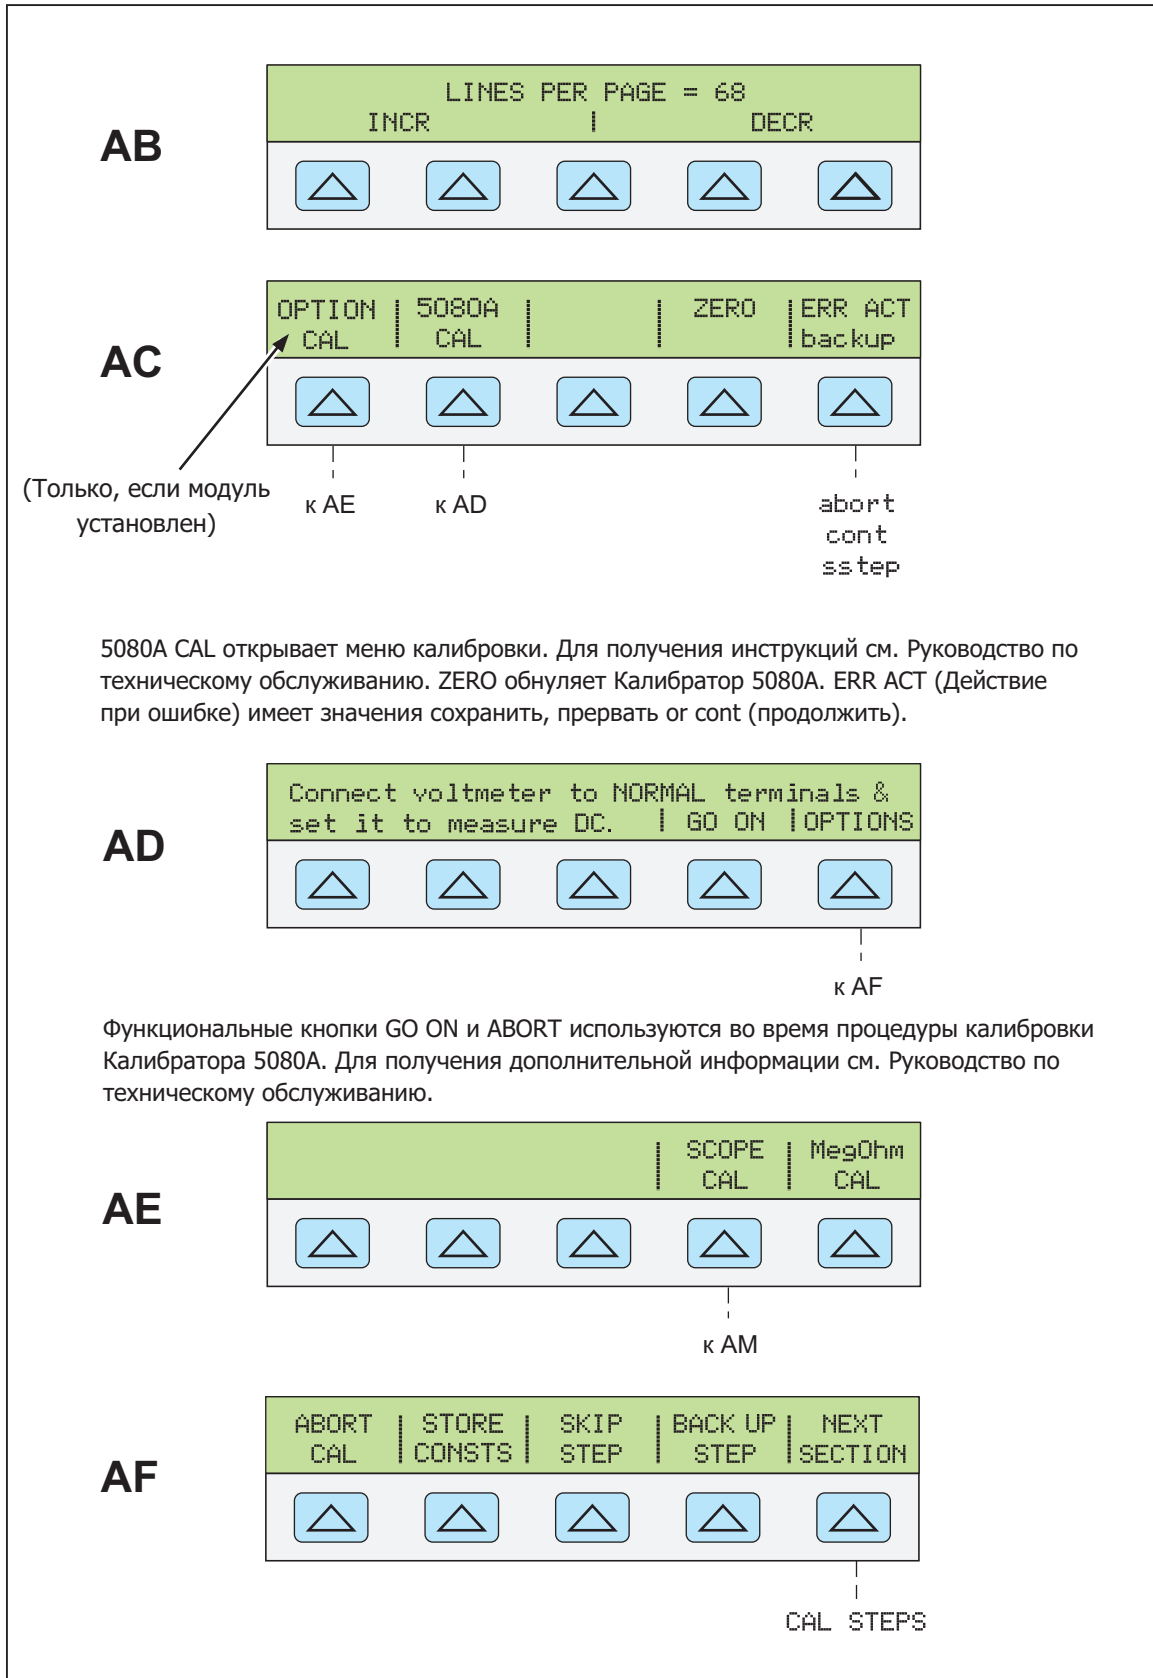 LINES PER PAGE = 68
INCR | DECR
AB
OPTION | 5080A | | ZERO | ERR ACT
CAL | CAL | | | backup
AC
(Только, если модуль
установлен)
к AE
к AD
abort
cont
sstep
5080A CAL открывает меню калибровки. Для получения инструкций см. Руководство по
техническому обслуживанию. ZERO обнуляет Калибратор 5080A. ERR ACT (Действие
при ошибке) имеет значения сохранить, прервать or cont (продолжить).
Connect voltmeter to NORMAL terminals &
set it to measure DC. | GO ON | OPTIONS
AD
к AF
Функциональные кнопки GO ON и ABORT используются во время процедуры калибровки
Калибратора 5080A. Для получения дополнительной информации см. Руководство по
техническому обслуживанию.
| SCOPE | MegOhm
| CAL | CAL
AE
к AM
ABORT | STORE | SKIP | BACK UP | NEXT
CAL | CONSTS | STEP | STEP | SECTION
AF
CAL STEPS